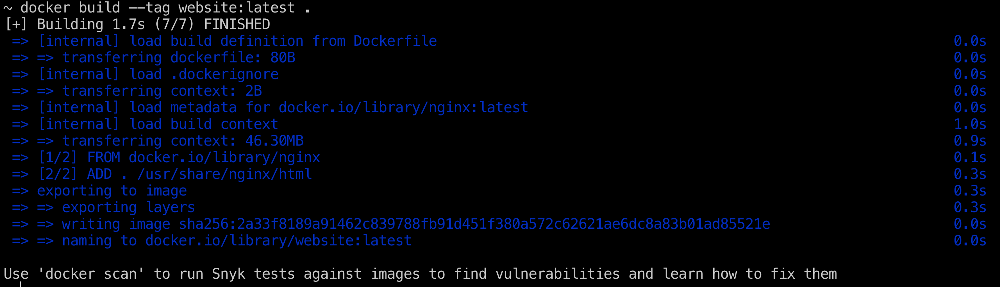 ~ docker build --tag website:latest .
[+] Building 1.7s (7/7) FINISHED
=> [internal] load build definition from Dockerfile 0.0s
=> => transferring dockerfile: 80B 0.0s
=> [internal] load .dockerignore 0.0s
=> => transferring context: 2B 0.0s
=> [internal] load metadata for docker.io/library/nginx:latest 0.0s
=> [internal] load build context 1.0s
=> => transferring context: 46.30MB 0.9s
=> [1/2] FROM docker.io/library/nginx 0.1s
=> [2/2] ADD . /usr/share/nginx/html 0.3s
=> exporting to image 0.3s
=> => exporting layers 0.3s
=> => writing image sha256:2a33f8189a91462c839788fb91d451f380a572c62621ae6dc8a83b01ad85521e 0.0s
=> => naming to docker.io/library/website:latest 0.0s
Use 'docker scan' to run Snyk tests against images to find vulnerabilities and learn how to fix them